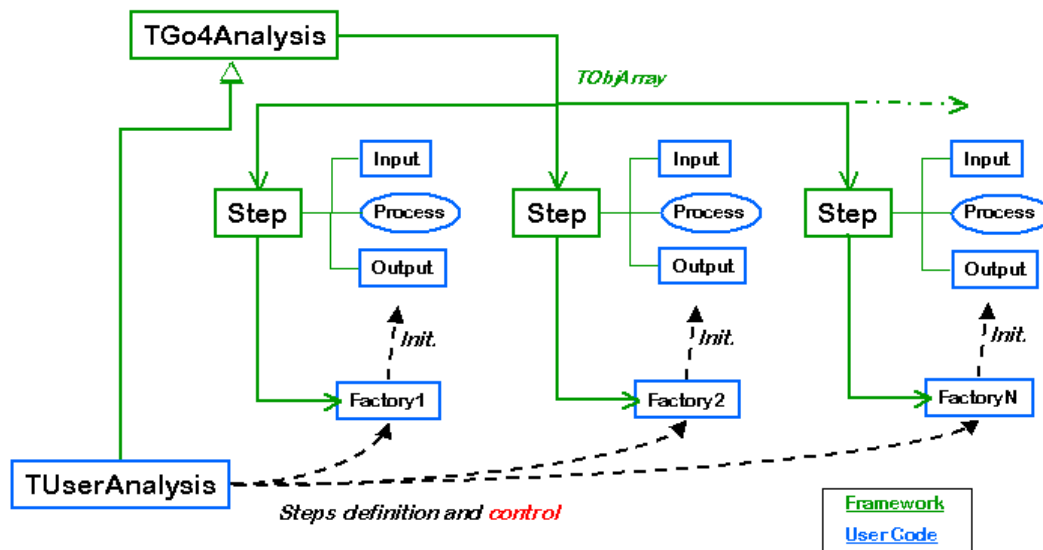 TGo4Analysis
TObjArray
Input
Input
Input
Step
Process
Step
Process
Step
Process
Output
Output
Output
Init.
Init.
Init.
Factory1
Factory2
FactoryN
TUserAnalysis
Steps definition and control
Framework
User Code